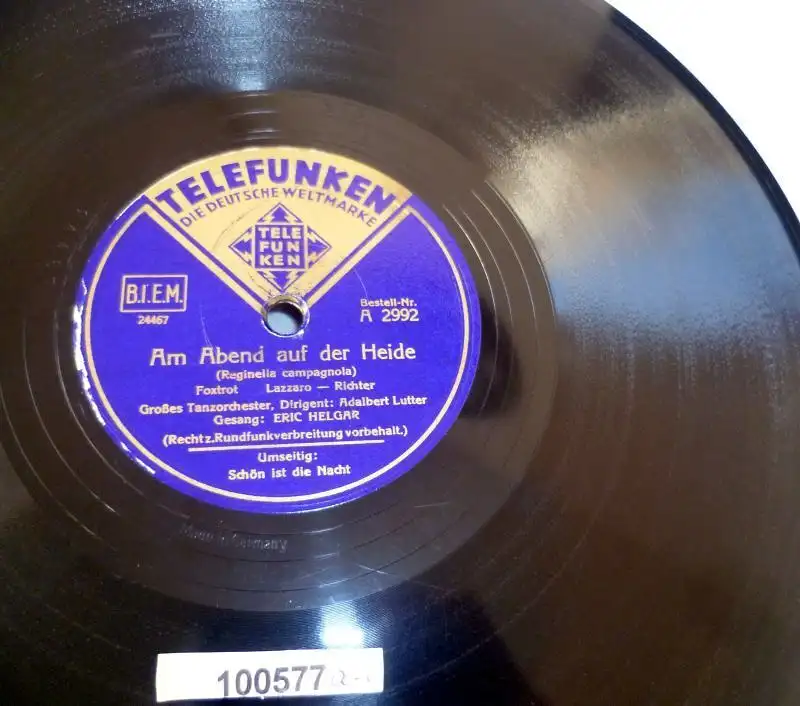 TELEFUNKEN
DIE DEUTSCHE WELTMARKE
TELE
FUN
KEN
B.I.E.M.
24467
Bestell-Nr.
A 2992
Am Abend auf der Heide
(Reginella campagnola)
Foxtrot Lazzaro — Richter
Großes Tanzorchester, Dirigent: Adalbert Lutter
Gesang: ERIC HELGAR
(Recht z. Rundfunkverbreitung vorbehalt.)
Umseitig:
Schön ist die Nacht
Made in Germany
100577